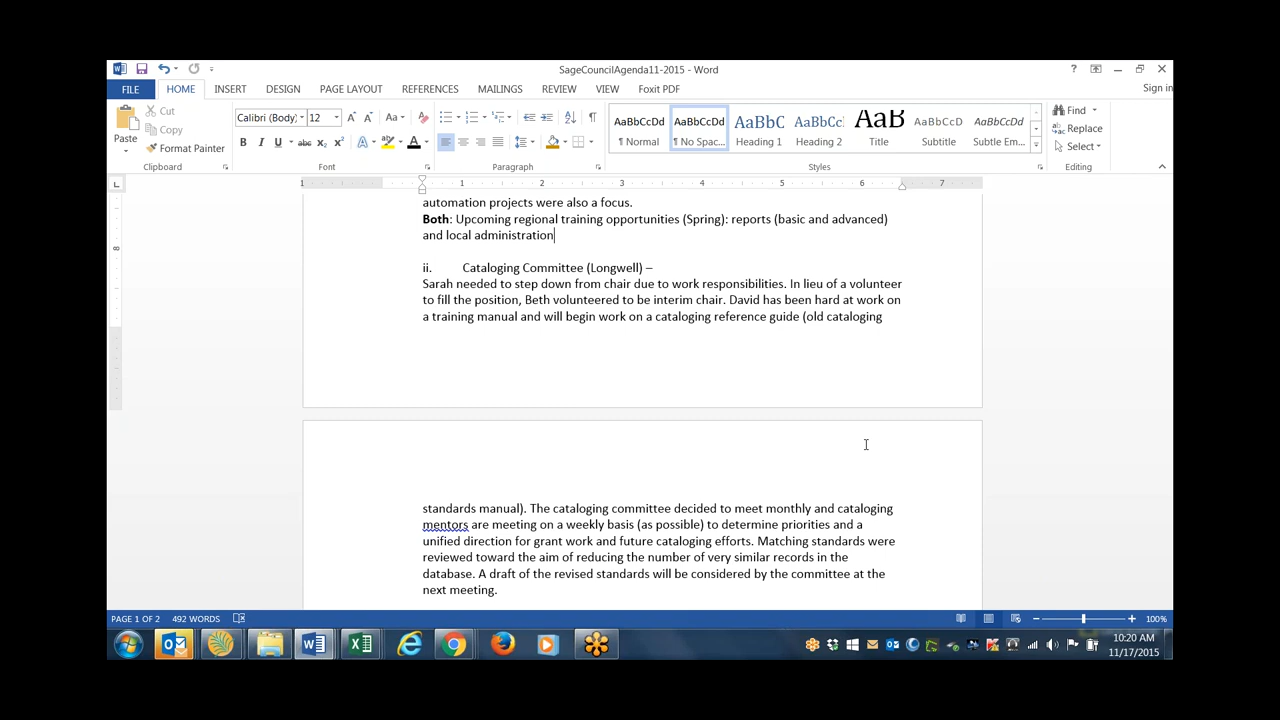 SageCouncilAgenda11-2015 - Word
?
Sign in
FILE HOME INSERT DESIGN PAGE LAYOUT REFERENCES MAILINGS REVIEW VIEW Foxit PDF
Paste
Cut
Copy
Format Painter
Clipboard
Calibri (Body) 12
Font
Paragraph
AaBbCcDd AaBbCcDd AaBbC AaBbCc AaB AaBbCcD AaBbCcDd
¶ Normal ¶ No Spac... Heading 1 Heading 2 Title Subtitle Subtle Em...
Styles
Find
Replace
Select
Editing
1 1 2 3 4 5 6 7
8
automation projects were also a focus.
Both: Upcoming regional training opportunities (Spring): reports (basic and advanced)
and local administration
ii. Cataloging Committee (Longwell) –
Sarah needed to step down from chair due to work responsibilities. In lieu of a volunteer
to fill the position, Beth volunteered to be interim chair. David has been hard at work on
a training manual and will begin work on a cataloging reference guide (old cataloging
standards manual). The cataloging committee decided to meet monthly and cataloging
mentors are meeting on a weekly basis (as possible) to determine priorities and a
unified direction for grant work and future cataloging efforts. Matching standards were
reviewed toward the aim of reducing the number of very similar records in the
database. A draft of the revised standards will be considered by the committee at the
next meeting.
PAGE 1 OF 2 492 WORDS 100%
10:20 AM
11/17/2015